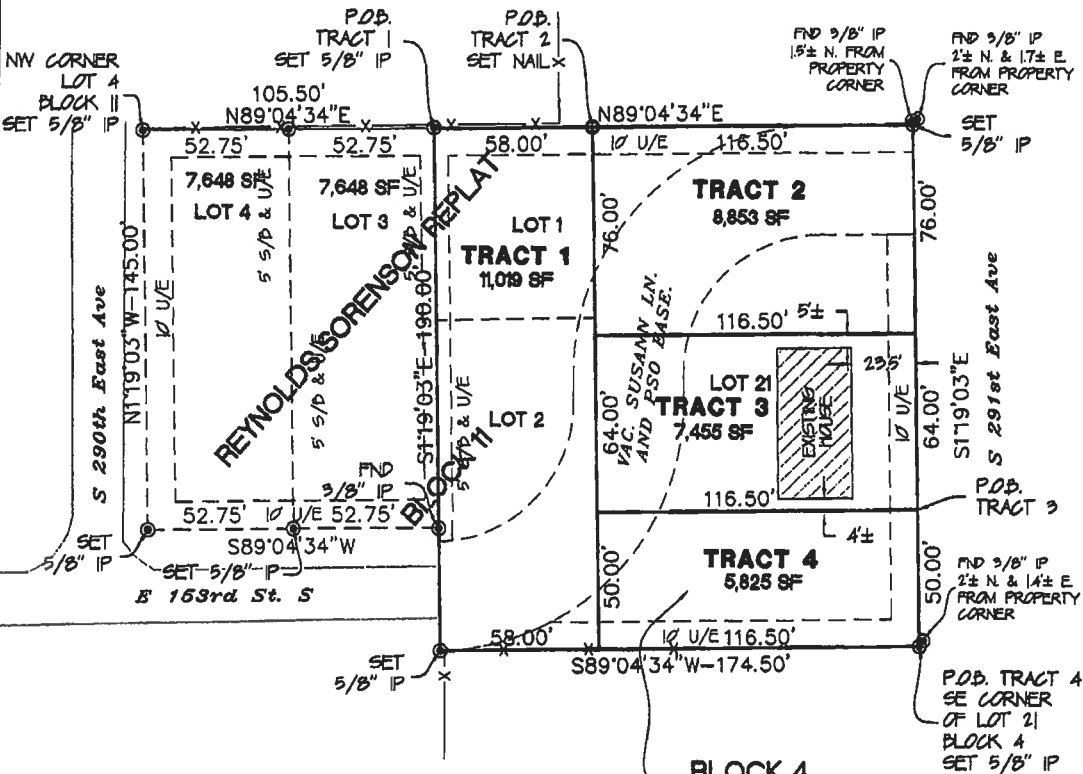 P.O.B.
TRACT 1
SET 5/8" IP
P.O.B.
TRACT 2
SET NAIL
FND 3/8" IP
1.5'± N. FROM
PROPERTY
CORNER
FND 3/8" IP
2'± N. & 1.7'± E.
FROM PROPERTY
CORNER
SET
5/8" IP
NW CORNER
LOT 4
BLOCK 11
SET 5/8" IP
105.50'
N89°04'34"E
N89°04'34"E
52.75'
52.75'
58.00'
10' U/E
116.50'
7,648 SF
LOT 4
7,648 SF
LOT 3
5' S/D & U/E
5' S/D & U/E
5' S/D & U/E
5' S/D & U/E
LOT 1
TRACT 1
11,019 SF
TRACT 2
8,853 SF
76.00'
76.00'
S 290th East Ave
N1°19'03"W-145.00'
10' U/E
REYNOLDS/SORENSON REPLAT
BLOCK 11
S1°19'03"E-190.00'
LOT 2
VAC. SUSANN LN.
AND PSO EASE.
116.50'
5'±
23.5'
LOT 21
TRACT 3
7,455 SF
EXISTING
HOUSE
64.00'
10' U/E
64.00'
S1°19'03"E
S 291st East Ave
116.50'
P.O.B.
TRACT 3
4'±
FND
3/8" IP
52.75'
10' U/E
52.75'
S89°04'34"W
SET
5/8" IP
SET 5/8" IP
E 153rd St. S
TRACT 4
5,825 SF
50.00'
50.00'
FND 3/8" IP
2'± N. & 1.4'± E.
FROM PROPERTY
CORNER
58.00'
10' U/E
116.50'
S89°04'34"W-174.50'
SET
5/8" IP
P.O.B. TRACT 4
SE CORNER
OF LOT 21
BLOCK 4
SET 5/8" IP
BLOCK 4